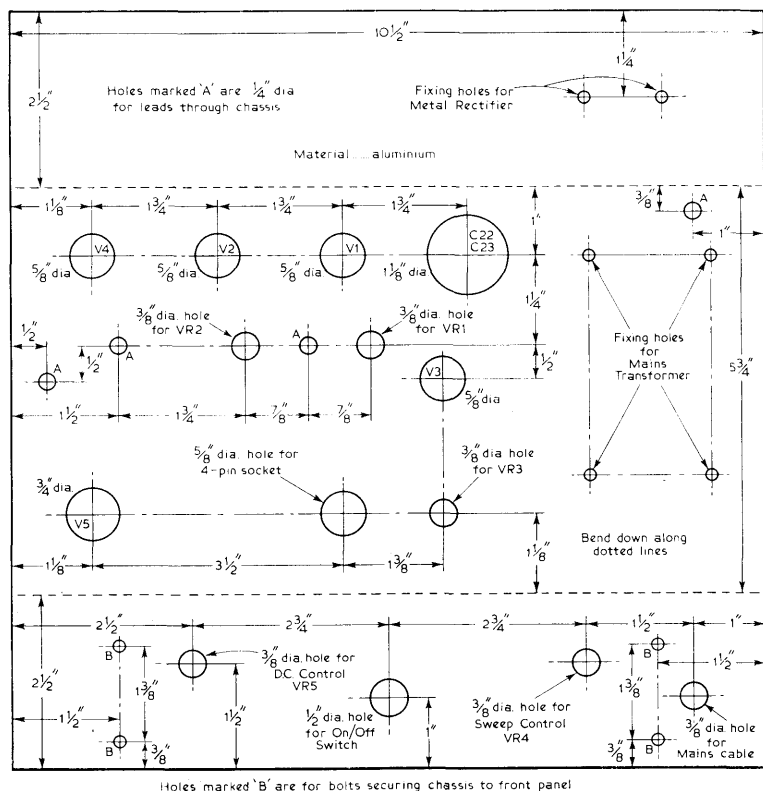 10½″
Holes marked 'A' are ¼″ dia
for leads through chassis
2½″
1¼″
Fixing holes for
Metal Rectifier
Material ..... aluminium
1⅛″
1¾″
1¾″
1¾″
1″
⅜″
A
1″
V4
V2
V1
C22
C23
⅝″ dia
⅝″ dia
⅝″ dia
1⅛″ dia
1¼″
⅜″ dia. hole
for VR2
⅜″ dia. hole
for VR1
½″
A
½″
A
A
½″
V3
⅝″ dia
Fixing holes
for
Mains
Transformer
5¾″
1½″
1¾″
⅞″
⅞″
⅝″ dia. hole for
4-pin socket
⅜″ dia hole
for VR3
¾″ dia.
V5
1⅛″
3½″
1⅜″
1⅛″
Bend down along
dotted lines
2½″
2¾″
2¾″
1½″
1″
B
B
2½″
1⅜″
⅜″ dia. hole for
D.C. Control
VR5
1½″
1½″
1⅜″
½″ dia. hole
for On/Off
Switch
1″
⅜″ dia. hole for
Sweep Control
VR4
⅜″ dia. hole
for
Mains cable
1½″
B
⅜″
B
⅜″
Holes marked 'B' are for bolts securing chassis to front panel